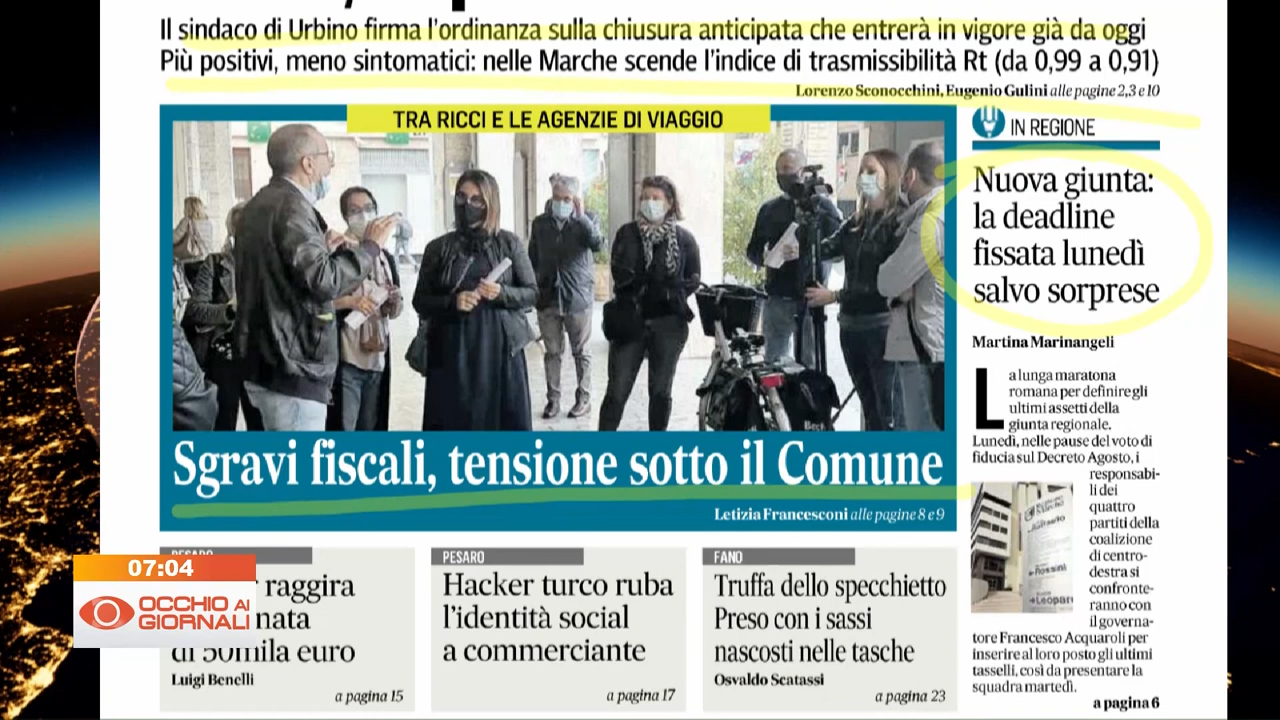 Il sindaco di Urbino firma l'ordinanza sulla chiusura anticipata che entrerà in vigore già da oggi
Più positivi, meno sintomatici: nelle Marche scende l'indice di trasmissibilità Rt (da 0,99 a 0,91)
Lorenzo Sconocchini, Eugenio Gulini alle pagine 2,3 e 10
TRA RICCI E LE AGENZIE DI VIAGGIO
Sgravi fiscali, tensione sotto il Comune
Letizia Francesconi alle pagine 8 e 9
IN REGIONE
Nuova giunta:
la deadline
fissata lunedì
salvo sorprese
Martina Marinangeli
La lunga maratona
romana per definire gli
ultimi assetti della
giunta regionale.
Lunedì, nelle pause del voto di
fiducia sul Decreto Agosto, i
responsabi-
li dei
quattro
partiti della
coalizione
di centro-
destra si
confronte-
ranno con
il governa-
tore Francesco Acquaroli per
inserire al loro posto gli ultimi
tasselli, così da presentare la
squadra martedì.
a pagina 6
PESARO
raggira
nata
di 50mila euro
Luigi Benelli
a pagina 15
PESARO
Hacker turco ruba
l'identità social
a commerciante
a pagina 17
FANO
Truffa dello specchietto
Preso con i sassi
nascosti nelle tasche
Osvaldo Scatassi
a pagina 23
07:04
OCCHIO AI
GIORNALI